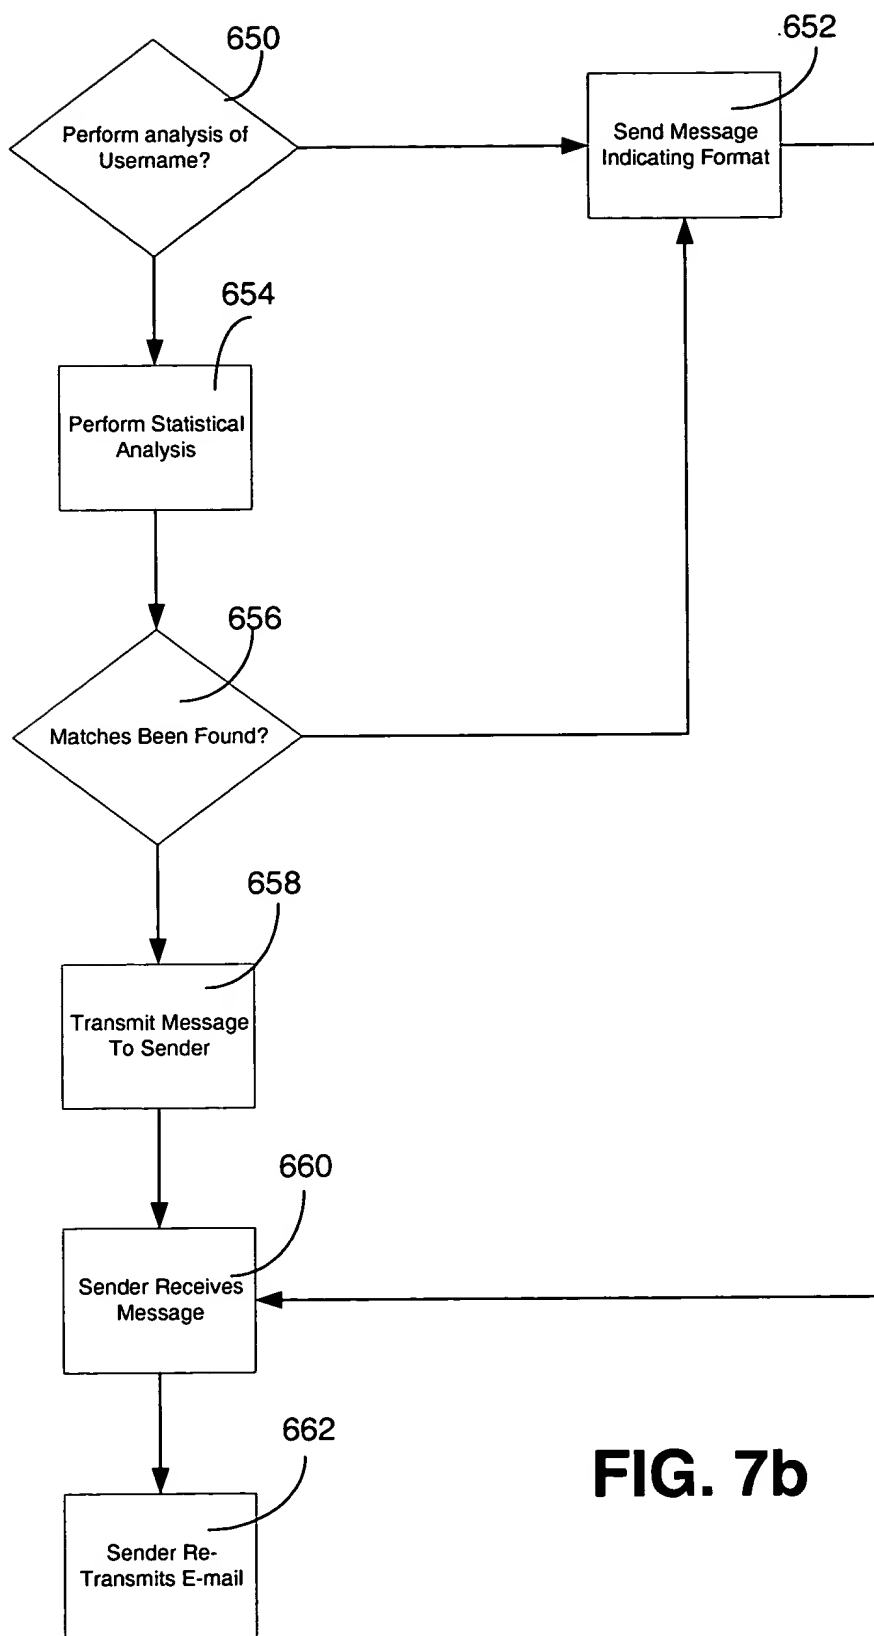 650
Perform analysis of
Username?
652
Send Message
Indicating Format
654
Perform Statistical
Analysis
656
Matches Been Found?
658
Transmit Message
To Sender
660
Sender Receives
Message
662
Sender Re-
Transmits E-mail
FIG. 7b